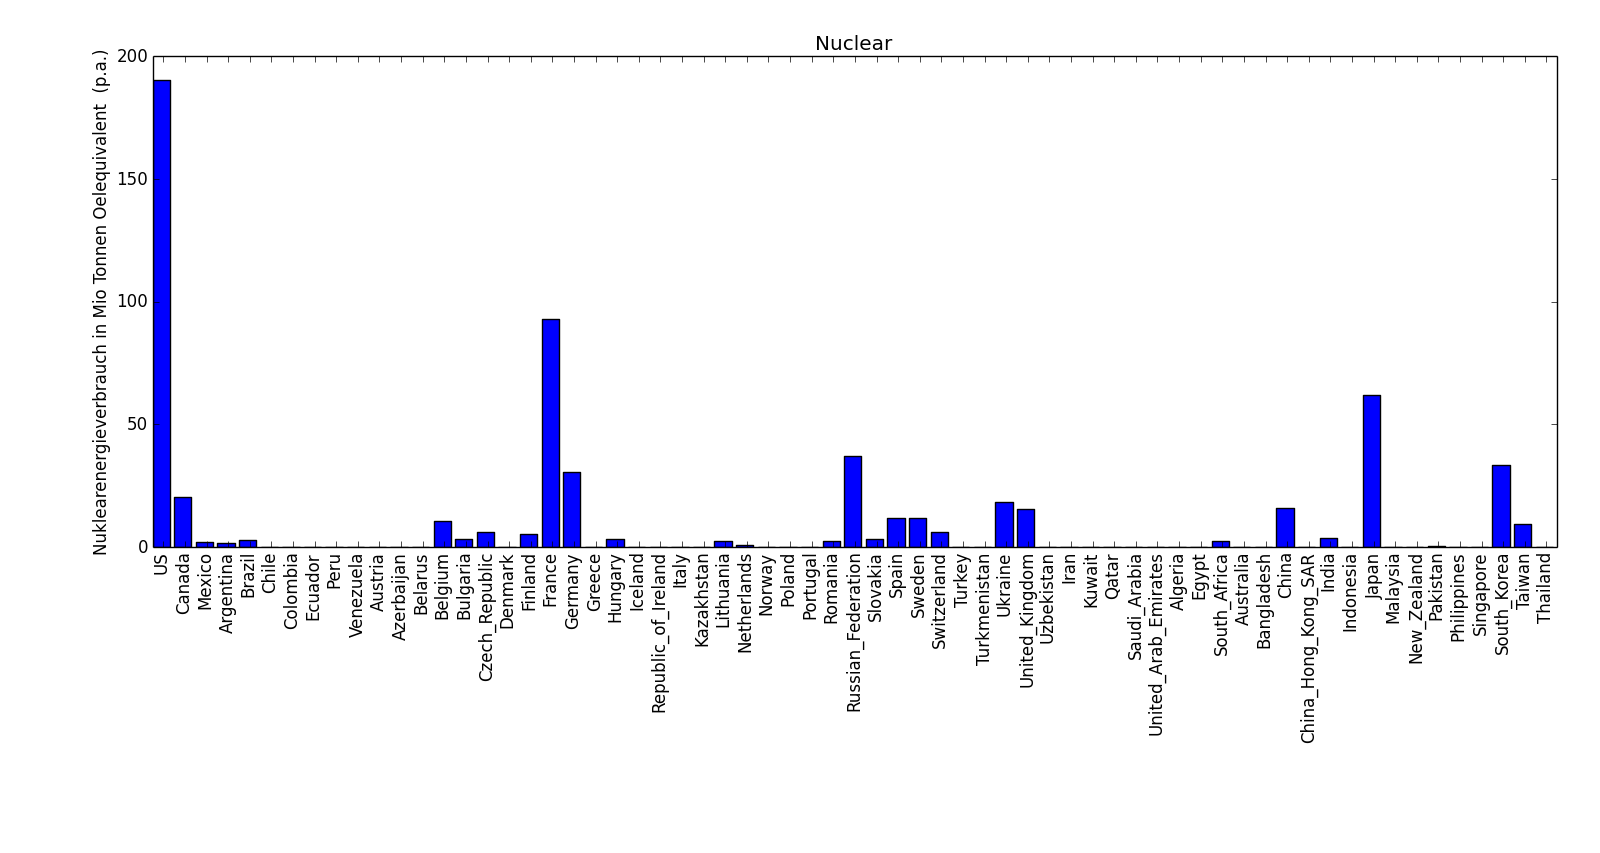 Nuclear
Nuklearenergieverbrauch in Mio Tonnen Oelequivalent  (p.a.)
200
150
100
50
0
US
Canada
Mexico
Argentina
Brazil
Chile
Colombia
Ecuador
Peru
Venezuela
Austria
Azerbaijan
Belarus
Belgium
Bulgaria
Czech_Republic
Denmark
Finland
France
Germany
Greece
Hungary
Iceland
Republic_of_Ireland
Italy
Kazakhstan
Lithuania
Netherlands
Norway
Poland
Portugal
Romania
Russian_Federation
Slovakia
Spain
Sweden
Switzerland
Turkey
Turkmenistan
Ukraine
United_Kingdom
Uzbekistan
Iran
Kuwait
Qatar
Saudi_Arabia
United_Arab_Emirates
Algeria
Egypt
South_Africa
Australia
Bangladesh
China
China_Hong_Kong_SAR
India
Indonesia
Japan
Malaysia
New_Zealand
Pakistan
Philippines
Singapore
South_Korea
Taiwan
Thailand